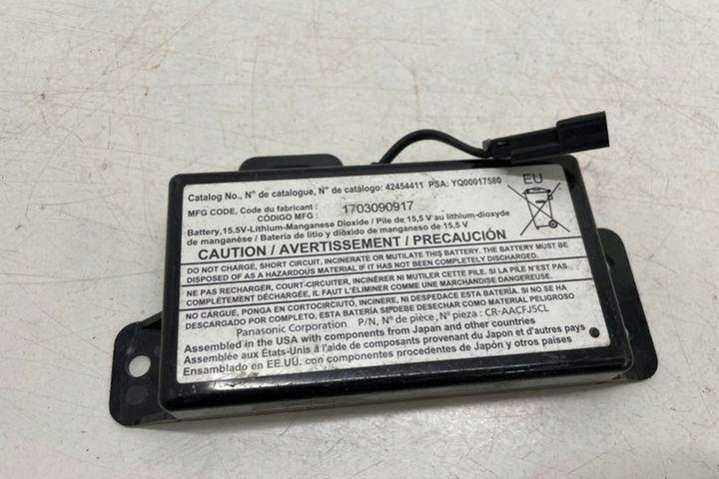 Catalog No., N° de catalogue, N° de catálogo: 42454411 PSA: YQ00017580
EU
MFG CODE, Code du fabricant :
CÓDIGO MFG : 1703090917
Battery,15.5V-Lithium-Manganese Dioxide / Pile de 15,5 V au lithium-dioxyde
de manganèse / Batería de litio y dióxido de manganeso de 15,5 V
CAUTION / AVERTISSEMENT / PRECAUCIÓN
DO NOT CHARGE, SHORT CIRCUIT, INCINERATE OR MUTILATE THIS BATTERY. THE BATTERY MUST BE
DISPOSED OF AS A HAZARDOUS MATERIAL IF IT HAS NOT BEEN COMPLETELY DISCHARGED.
NE PAS RECHARGER, COURT-CIRCUITER, INCINÉRER NI MUTILER CETTE PILE. SI LA PILE N'EST PAS
COMPLÈTEMENT DÉCHARGÉE, ÉLIMINER COMME UNE MARCHANDISE DANGEREUSE.
NO CARGUE, PONGA EN CORTOCIRCUITO, INCINERE, NI DESPEDACE ESTA BATERÍA. SI NO SE HA
DESCARGADO POR COMPLETO, ESTA BATERÍA SE DEBE DESECHAR COMO MATERIAL PELIGROSO
Panasonic Corporation P/N, N° de pièce, N° pieza : CR-AACFJ5CL
Assembled in the USA with components from Japan and other countries
Assemblée aux États-Unis à l'aide de composants provenant du Japon et d'autres pays
Ensamblado en EE.UU. con componentes procedentes de Japón y otros países